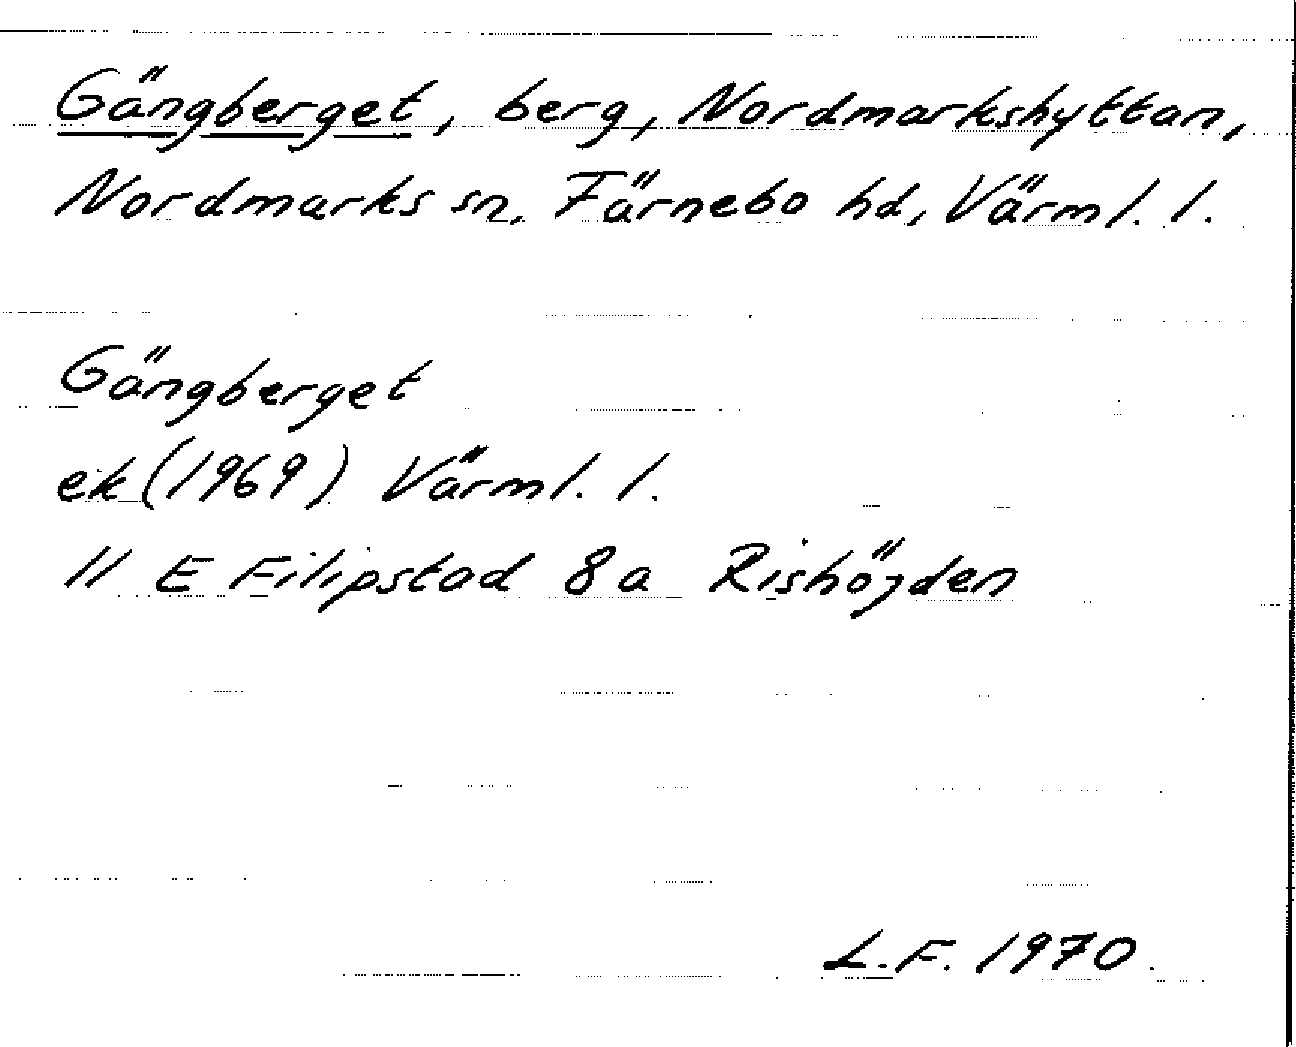 Gängberget, berg, Nordmarkshyttan,
Nordmarks sn, Färnebo hd, Värml. l.
Gängberget
ek (1969) Värml. l.
11 E Filipstad 8 a Rishöjden
L.F. 1970.